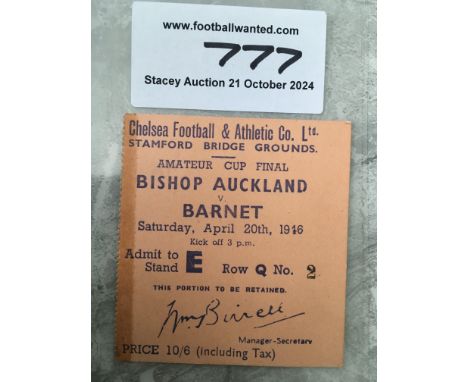 www.footballwanted.com
777
Stacey Auction 21 October 2024
Chelsea Football & Athletic Co. Ltd.
STAMFORD BRIDGE GROUNDS.
AMATEUR CUP FINAL
BISHOP AUCKLAND
V.
BARNET
Saturday, April 20th, 1946
Kick off 3 p.m.
Admit to Stand E Row Q No. 2
THIS PORTION TO BE RETAINED.
Wm J Birrell
Manager-Secretary
PRICE 10/6 (including Tax)